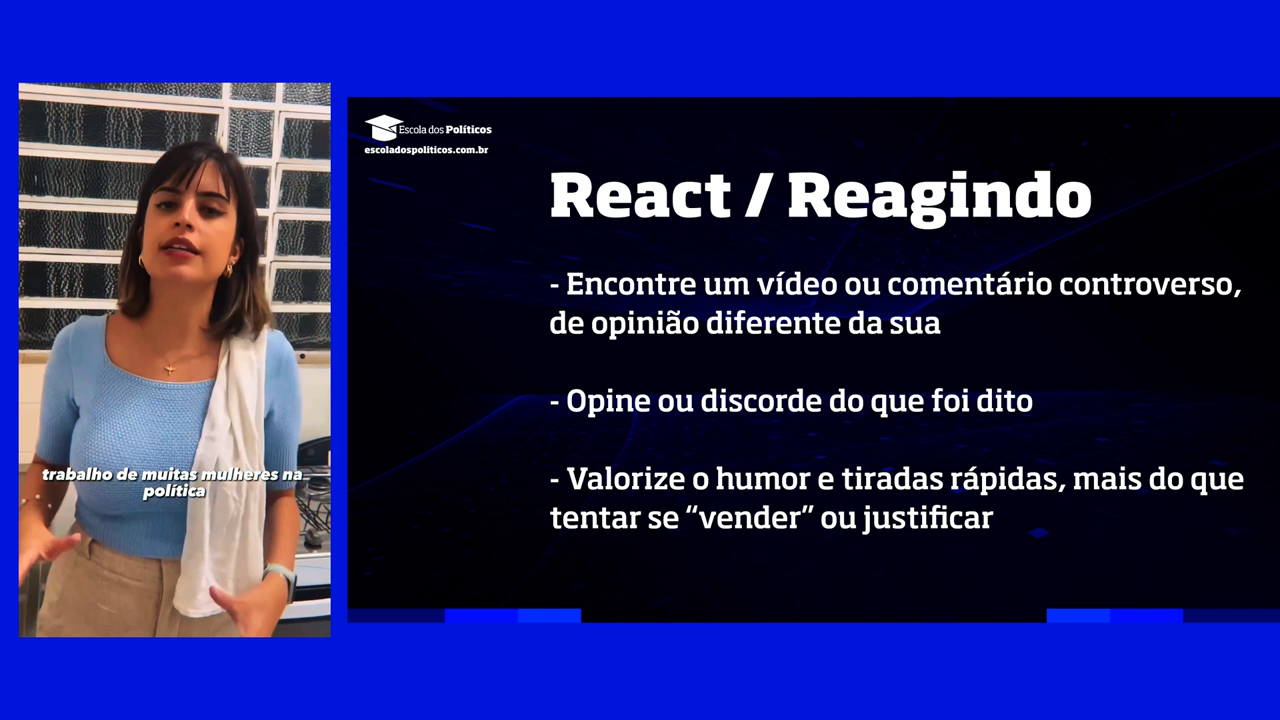 trabalho de muitas mulheres na
política
Escola dos Políticos
escoladospoliticos.com.br
React / Reagindo
- Encontre um vídeo ou comentário controverso,
de opinião diferente da sua
- Opine ou discorde do que foi dito
- Valorize o humor e tiradas rápidas, mais do que
tentar se “vender” ou justificar